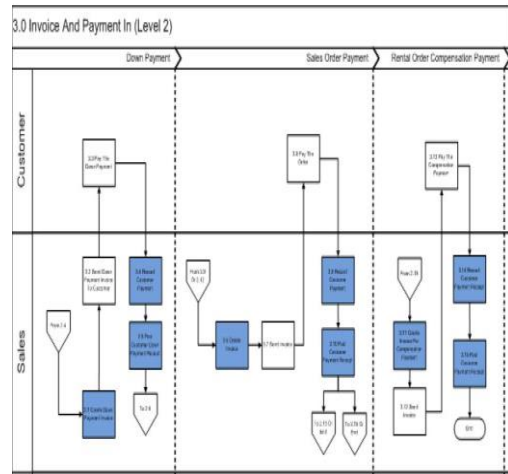 3.0 Invoice And Payment In (Level 2)
Down Payment
Sales Order Payment
Rental Order Compensation Payment
Customer
Sales
3.3 Pay The
Down Payment
3.2 Send Down
Payment Invoice
To Customer
3.4 Record
Customer
Payment
3.5 Post
Customer Down
Payment Receipt
3.1 Create Down
Payment Invoice
3.8 Pay The
Order
3.6 Create
Invoice
3.7 Send Invoice
3.9 Record
Customer
Payment
3.10 Post
Customer
Payment Receipt
3.13 Pay The
Compensation
Payment
3.11 Create
Invoice For
Compensation
Payment
3.12 Send
Invoice
3.14 Record
Customer
Payment Receipt
3.15 Post
Customer
Payment Receipt